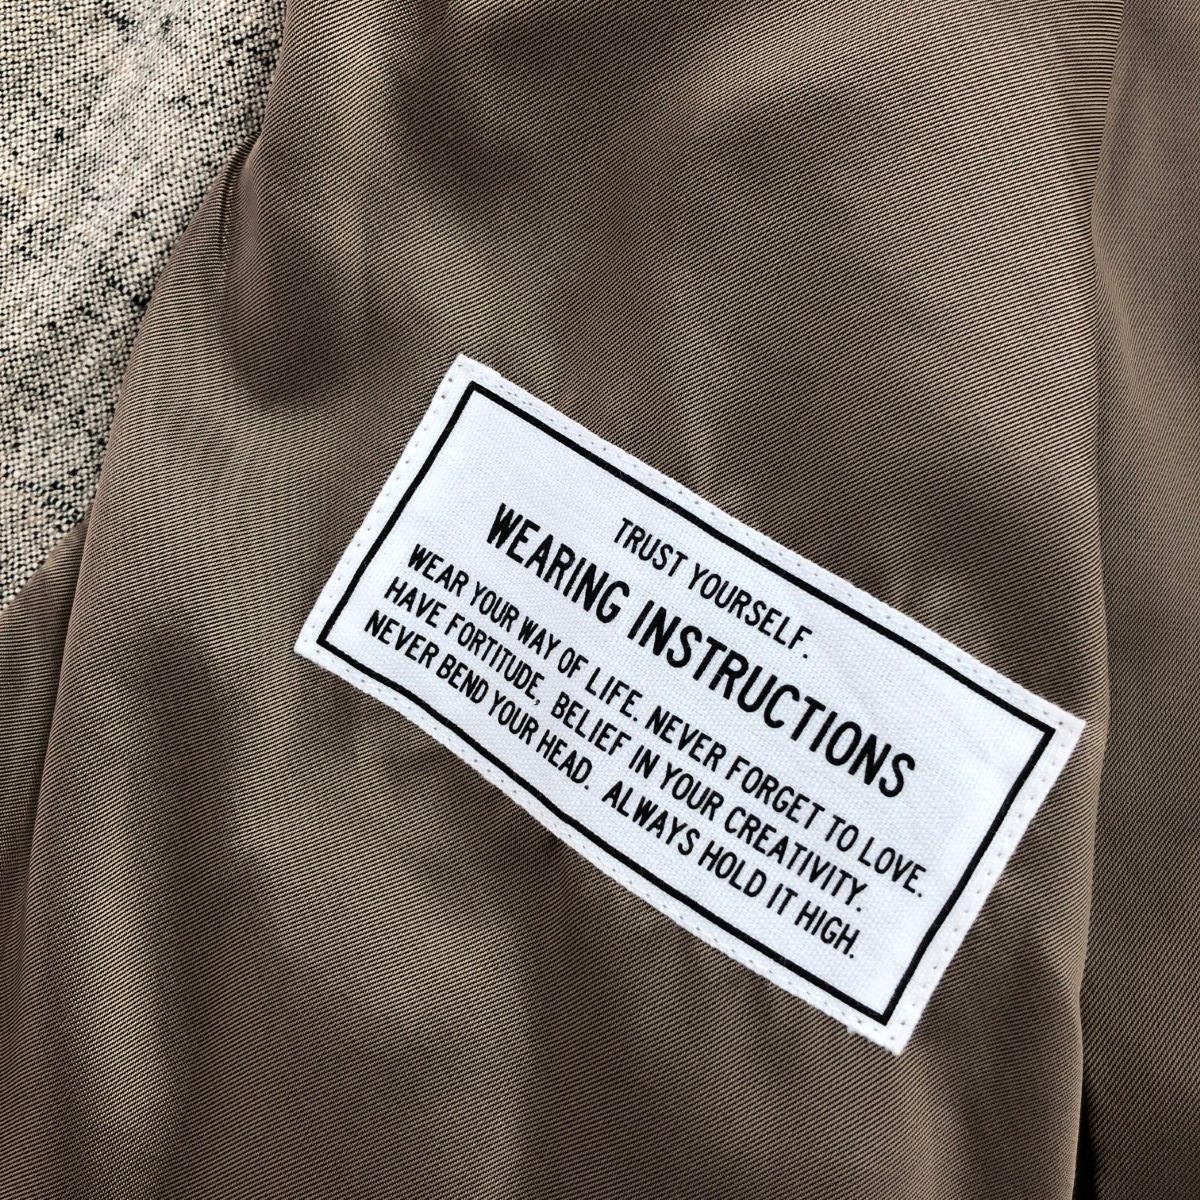 TRUST YOURSELF.
WEARING INSTRUCTIONS
WEAR YOUR WAY OF LIFE. NEVER FORGET TO LOVE.
HAVE FORTITUDE, BELIEF IN YOUR CREATIVITY.
NEVER BEND YOUR HEAD. ALWAYS HOLD IT HIGH.